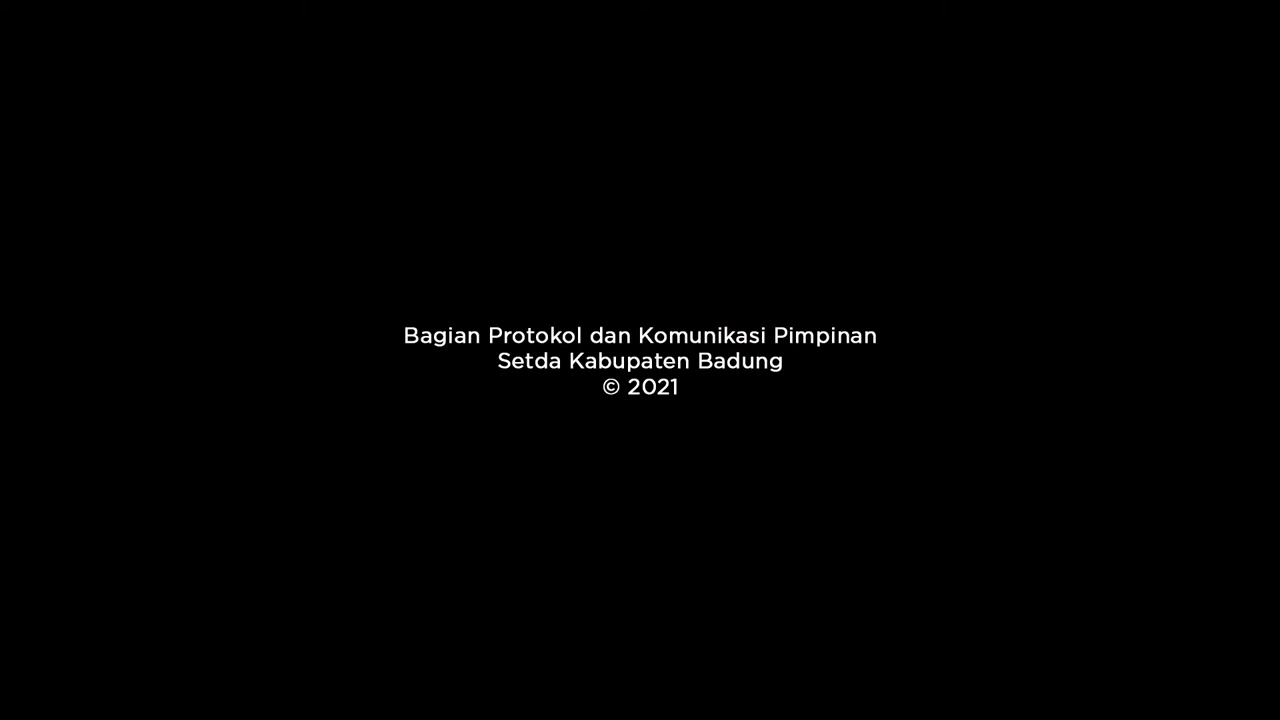 Bagian Protokol dan Komunikasi Pimpinan
Setda Kabupaten Badung
© 2021